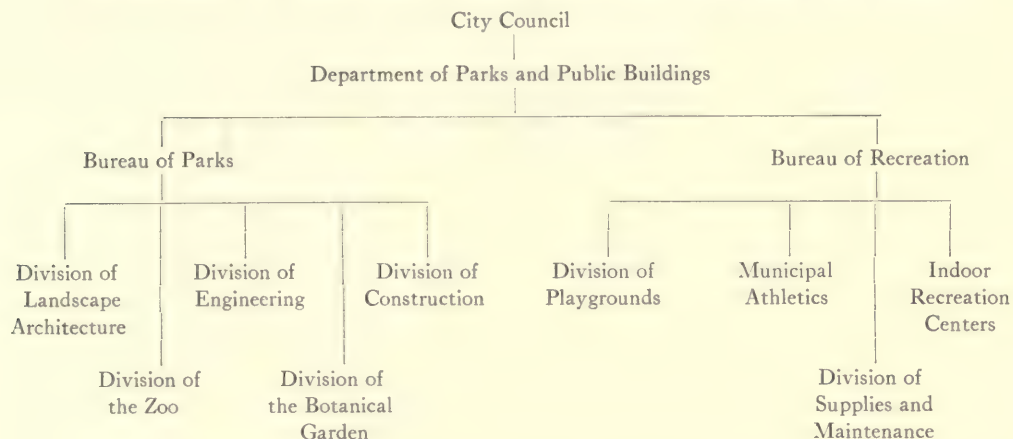 City Council
Department of Parks and Public Buildings
Bureau of Parks
Bureau of Recreation
Division of
Landscape
Architecture
Division of
Engineering
Division of
Construction
Division of
Playgrounds
Municipal
Athletics
Indoor
Recreation
Centers
Division of
the Zoo
Division of
the Botanical
Garden
Division of
Supplies and
Maintenance